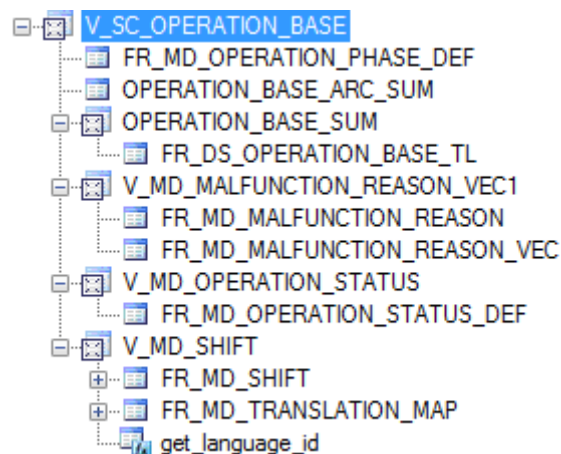 V_SC_OPERATION_BASE
FR_MD_OPERATION_PHASE_DEF
OPERATION_BASE_ARC_SUM
OPERATION_BASE_SUM
FR_DS_OPERATION_BASE_TL
V_MD_MALFUNCTION_REASON_VEC1
FR_MD_MALFUNCTION_REASON
FR_MD_MALFUNCTION_REASON_VEC
V_MD_OPERATION_STATUS
FR_MD_OPERATION_STATUS_DEF
V_MD_SHIFT
FR_MD_SHIFT
FR_MD_TRANSLATION_MAP
get_language_id